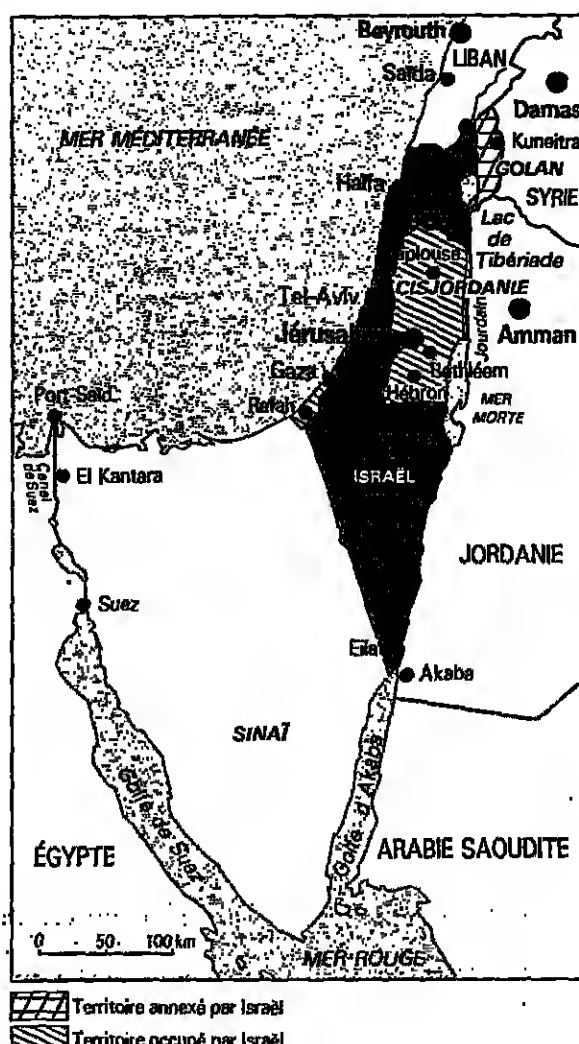 Beyrouth
LIBAN
Saïda
Damas
MER MÉDITERRANÉE
Kuneitra
GOLAN
Haïfa
SYRIE
Lac
de
Tibériade
CISJORDANIE
Tel-Aviv
Jourdain
Amman
Gaza
Bethléem
Hébron
MER
MORTE
Port Saïd
Rafah
Canal
de Suez
El Kantara
ISRAËL
JORDANIE
Suez
Akaba
SINAÏ
Golfe de Suez
Golfe d'Akaba
ÉGYPTE
ARABIE SAOUDITE
0 50 100 km
MER ROUGE
Territoire annexé par Israël
Territoire occupé par Israël